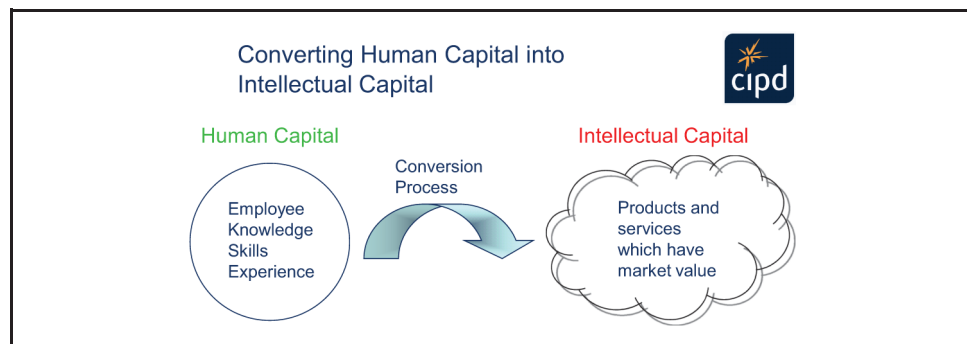 Converting Human Capital into
Intellectual Capital
cipd
Human Capital
Intellectual Capital
Conversion
Process
Employee
Knowledge
Skills
Experience
Products and
services
which have
market value